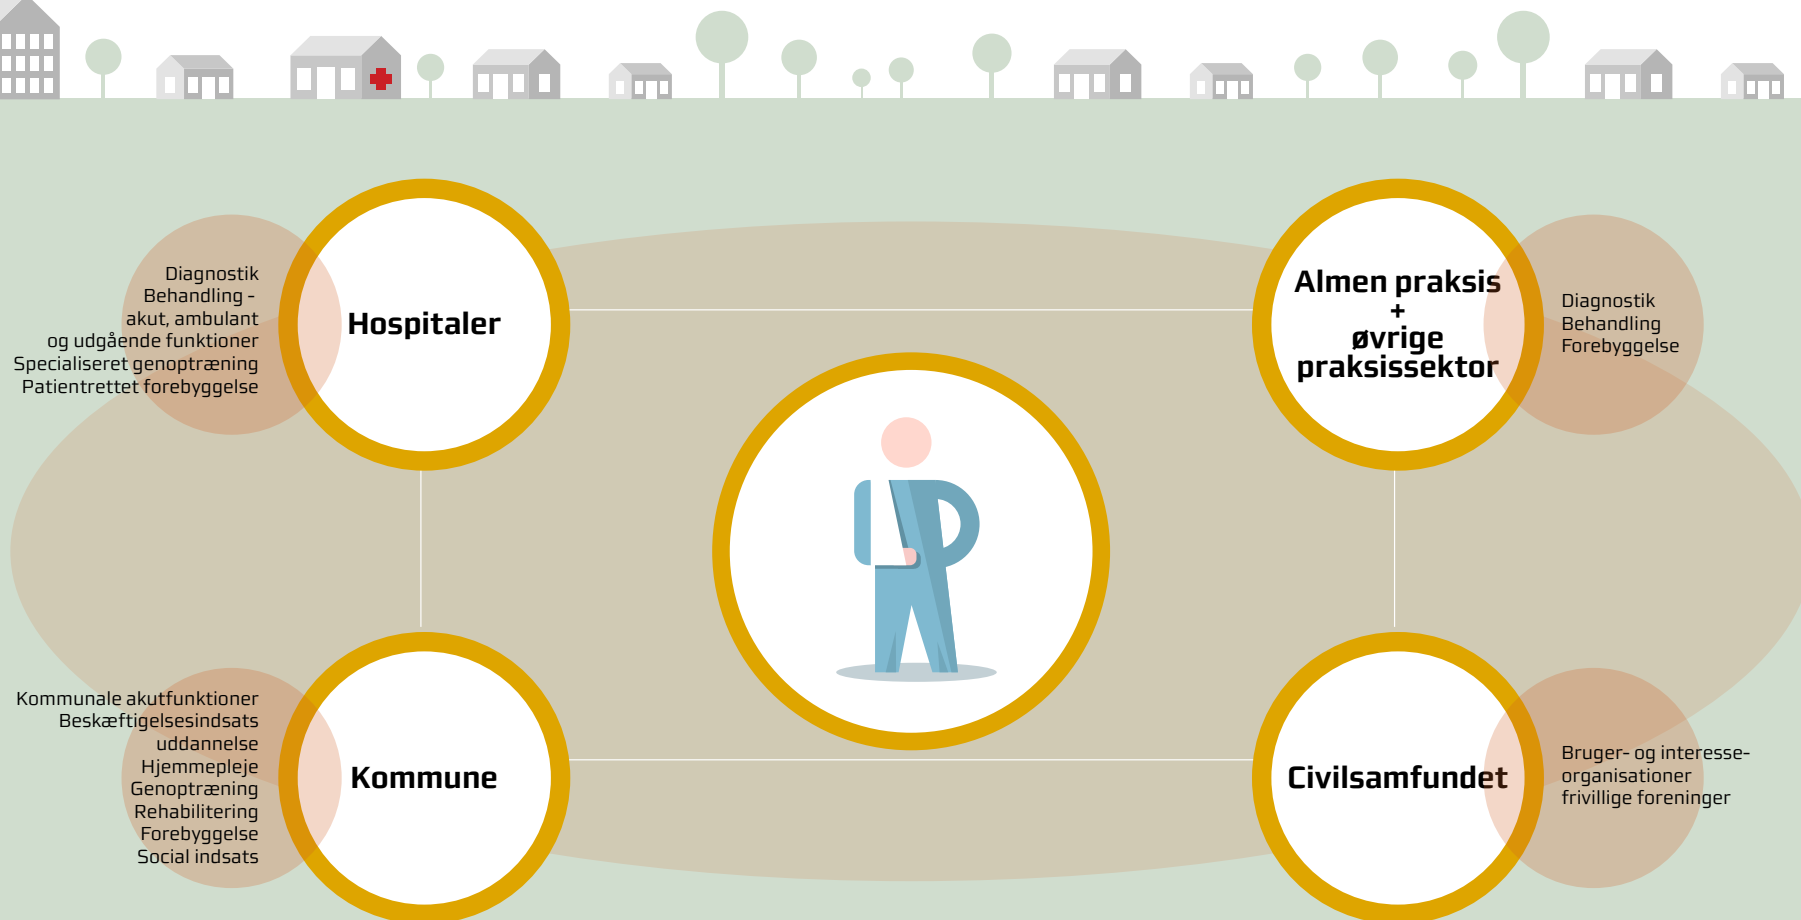 Diagnostik
Behandling -
akut, ambulant
og udgående funktioner
Specialiseret genoptræning
Patientrettet forebyggelse
Hospitaler
Almen praksis
+
øvrige
praksissektor
Diagnostik
Behandling
Forebyggelse
Kommunale akutfunktioner
Beskæftigelsesindsats
uddannelse
Hjemmepleje
Genoptræning
Rehabilitering
Forebyggelse
Social indsats
Kommune
Civilsamfundet
Bruger- og interesse-
organisationer
frivillige foreninger